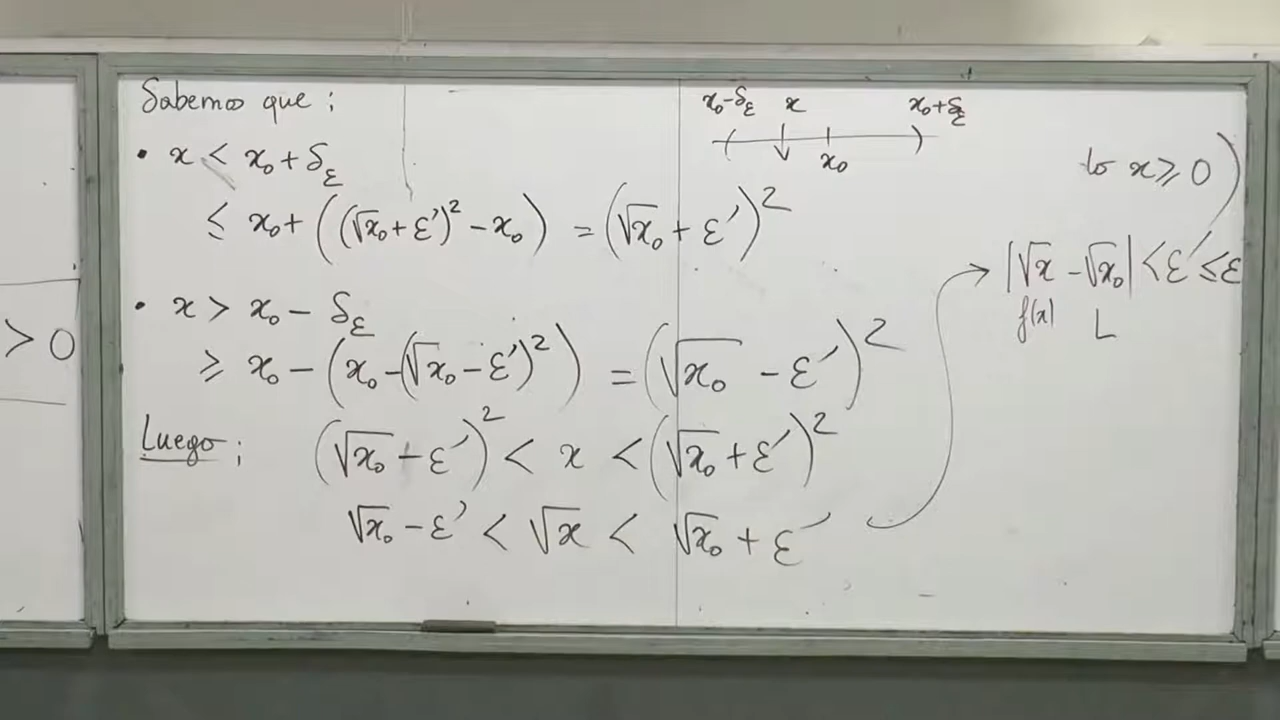 Sabemos que :
• x < x₀ + δ_ε
≤ x₀ + ((√x₀ + ε′)² − x₀) = (√x₀ + ε′)²
• x > x₀ − δ_ε
≥ x₀ − (x₀ − (√x₀ − ε′)²) = (√x₀ − ε′)²
Luego ; (√x₀ − ε′)² < x < (√x₀ + ε′)²
√x₀ − ε′ < √x < √x₀ + ε′
x₀−δ_ε x x₀+δ_ε
x₀
to x ⩾ 0)
|√x − √x₀| < ε′ ≤ ε
f(x) L
> 0